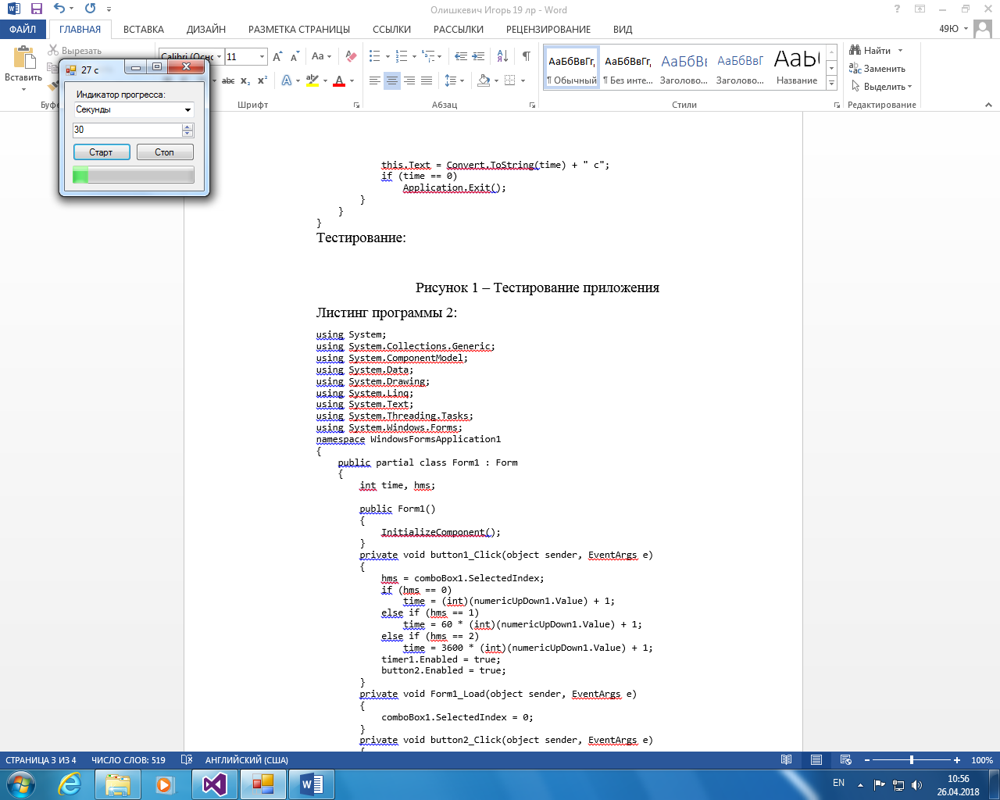 Олишкевич Игорь 19 лр - Word
ФАЙЛ ГЛАВНАЯ ВСТАВКА ДИЗАЙН РАЗМЕТКА СТРАНИЦЫ ССЫЛКИ РАССЫЛКИ РЕЦЕНЗИРОВАНИЕ ВИД 49Ю
Вставить
Вырезать
Calibri (Осно 11
Шрифт
Абзац
АаБбВвГг, АаБбВвГг, АаБбВв АаБбВвГ
¶ Обычный ¶ Без инте... Заголово... Заголово... Название
Стили
Найти
Заменить
Выделить
Редактирование
27 с
Индикатор прогресса:
Секунды
30
Старт Стоп
this.Text = Convert.ToString(time) + " с";
if (time == 0)
Application.Exit();
}
}
}
Тестирование:
Рисунок 1 – Тестирование приложения
Листинг программы 2:
using System;
using System.Collections.Generic;
using System.ComponentModel;
using System.Data;
using System.Drawing;
using System.Linq;
using System.Text;
using System.Threading.Tasks;
using System.Windows.Forms;
namespace WindowsFormsApplication1
{
public partial class Form1 : Form
{
int time, hms;
public Form1()
{
InitializeComponent();
}
private void button1_Click(object sender, EventArgs e)
{
hms = comboBox1.SelectedIndex;
if (hms == 0)
time = (int)(numericUpDown1.Value) + 1;
else if (hms == 1)
time = 60 * (int)(numericUpDown1.Value) + 1;
else if (hms == 2)
time = 3600 * (int)(numericUpDown1.Value) + 1;
timer1.Enabled = true;
button2.Enabled = true;
}
private void Form1_Load(object sender, EventArgs e)
{
comboBox1.SelectedIndex = 0;
}
private void button2_Click(object sender, EventArgs e)
СТРАНИЦА 3 ИЗ 4 ЧИСЛО СЛОВ: 519 АНГЛИЙСКИЙ (США) 100%
EN 10:56
26.04.2018